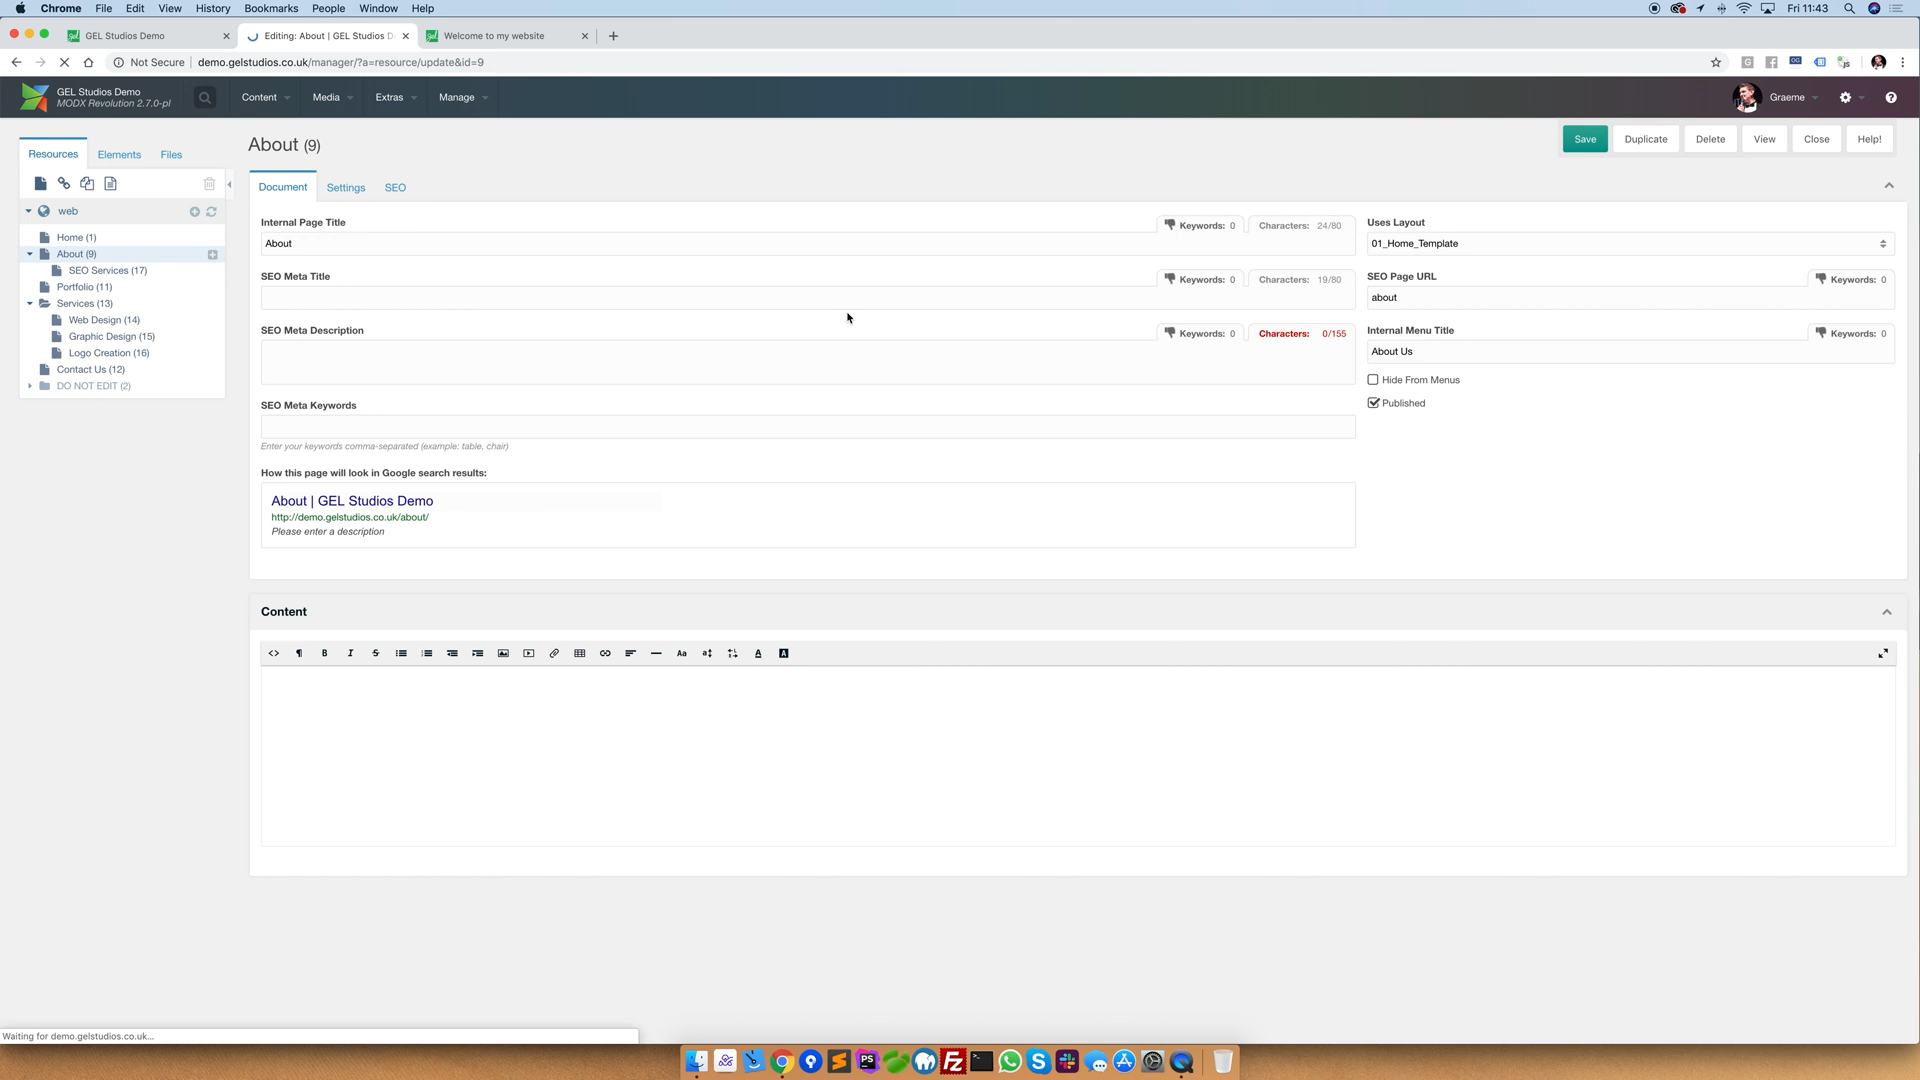 Chrome File Edit View History Bookmarks People Window Help
Fri 11:43
GEL Studios Demo
Editing: About | GEL Studios D
Welcome to my website
Not Secure demo.gelstudios.co.uk/manager/?a=resource/update&id=9
GEL Studios Demo
MODX Revolution 2.7.0-pl
Content Media Extras Manage
Graeme
Resources Elements Files
web
Home (1)
About (9)
SEO Services (17)
Portfolio (11)
Services (13)
Web Design (14)
Graphic Design (15)
Logo Creation (16)
Contact Us (12)
DO NOT EDIT (2)
About (9)
Save Duplicate Delete View Close Help!
Document Settings SEO
Internal Page Title
Keywords: 0 Characters: 24/80
About
SEO Meta Title
Keywords: 0 Characters: 19/80
SEO Meta Description
Keywords: 0 Characters: 0/155
SEO Meta Keywords
Enter your keywords comma-separated (example: table, chair)
How this page will look in Google search results:
About | GEL Studios Demo
http://demo.gelstudios.co.uk/about/
Please enter a description
Uses Layout
01_Home_Template
SEO Page URL
Keywords: 0
about
Internal Menu Title
Keywords: 0
About Us
Hide From Menus
Published
Content
Waiting for demo.gelstudios.co.uk...